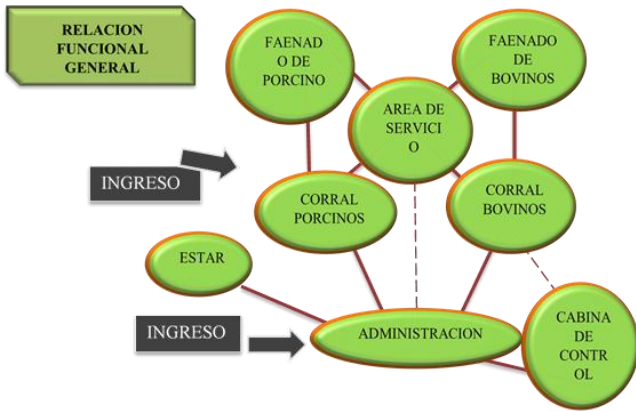 RELACION
FUNCIONAL
GENERAL
FAENAD
O DE
PORCINO
FAENADO
DE
BOVINOS
AREA DE
SERVICI
O
INGRESO
CORRAL
PORCINOS
CORRAL
BOVINOS
ESTAR
INGRESO
ADMINISTRACION
CABINA
DE
CONTR
OL